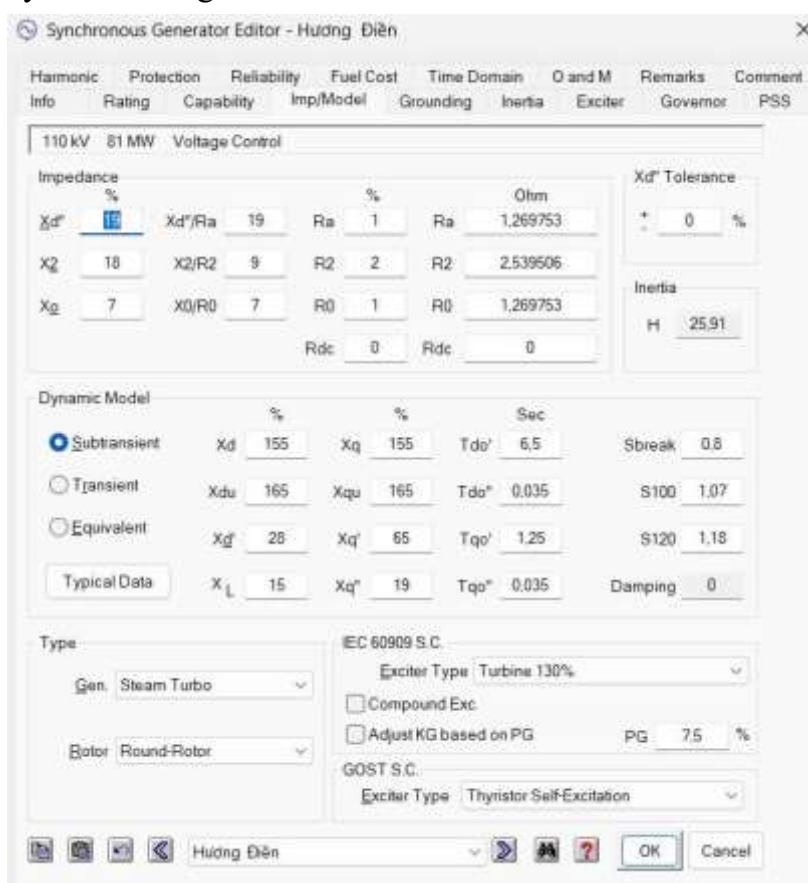 Synchronous Generator Editor - Hương Điền
Harmonic Protection Reliability Fuel Cost Time Domain O and M Remarks Comment
Info Rating Capability Imp/Model Grounding Inertia Exciter Governor PSS
110 kV 81 MW Voltage Control
Impedance
% % Ohm
Xd" 19 Xd"/Ra 19 Ra 1 Ra 1,269753
X2 18 X2/R2 9 R2 2 R2 2,539506
Xo 7 X0/R0 7 R0 1 R0 1,269753
Rdc 0 Rdc 0
Xd" Tolerance
+ - 0 %
Inertia
H 25,91
Dynamic Model
% % Sec
Subtransient Xd 155 Xq 155 Tdo' 6,5 Sbreak 0,8
Transient Xdu 165 Xqu 165 Tdo" 0,035 S100 1,07
Equivalent Xd' 28 Xq' 65 Tqo' 1,25 S120 1,18
Typical Data XL 15 Xq" 19 Tqo" 0,035 Damping 0
Type
Gen. Steam Turbo
Rotor Round-Rotor
IEC 60909 S.C.
Exciter Type Turbine 130%
Compound Exc.
Adjust KG based on PG PG 7,5 %
GOST S.C.
Exciter Type Thyristor Self-Excitation
Hương Điền ? OK Cancel